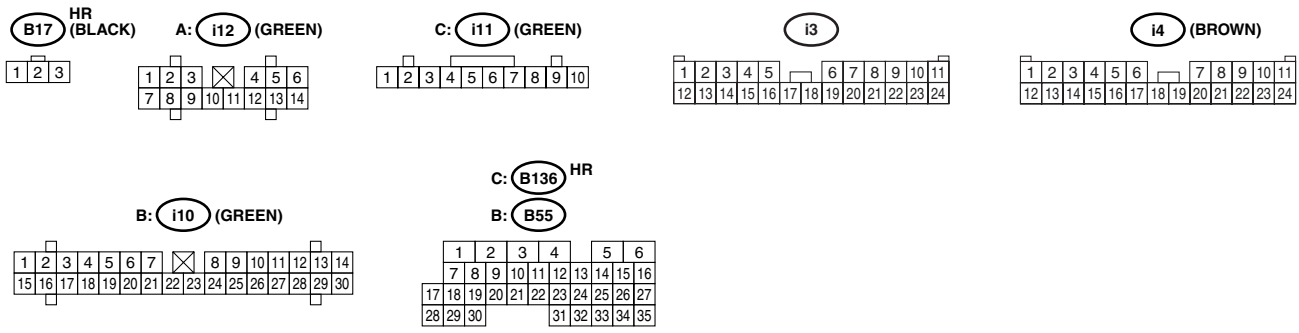 HR
B17 (BLACK)
1 2 3
A: i12 (GREEN)
1 2 3 4 5 6
7 8 9 10 11 12 13 14
C: i11 (GREEN)
1 2 3 4 5 6 7 8 9 10
i3
1 2 3 4 5 6 7 8 9 10 11
12 13 14 15 16 17 18 19 20 21 22 23 24
i4 (BROWN)
1 2 3 4 5 6 7 8 9 10 11
12 13 14 15 16 17 18 19 20 21 22 23 24
B: i10 (GREEN)
1 2 3 4 5 6 7 8 9 10 11 12 13 14
15 16 17 18 19 20 21 22 23 24 25 26 27 28 29 30
C: B136 HR
B: B55
1 2 3 4 5 6
7 8 9 10 11 12 13 14 15 16
17 18 19 20 21 22 23 24 25 26 27
28 29 30 31 32 33 34 35